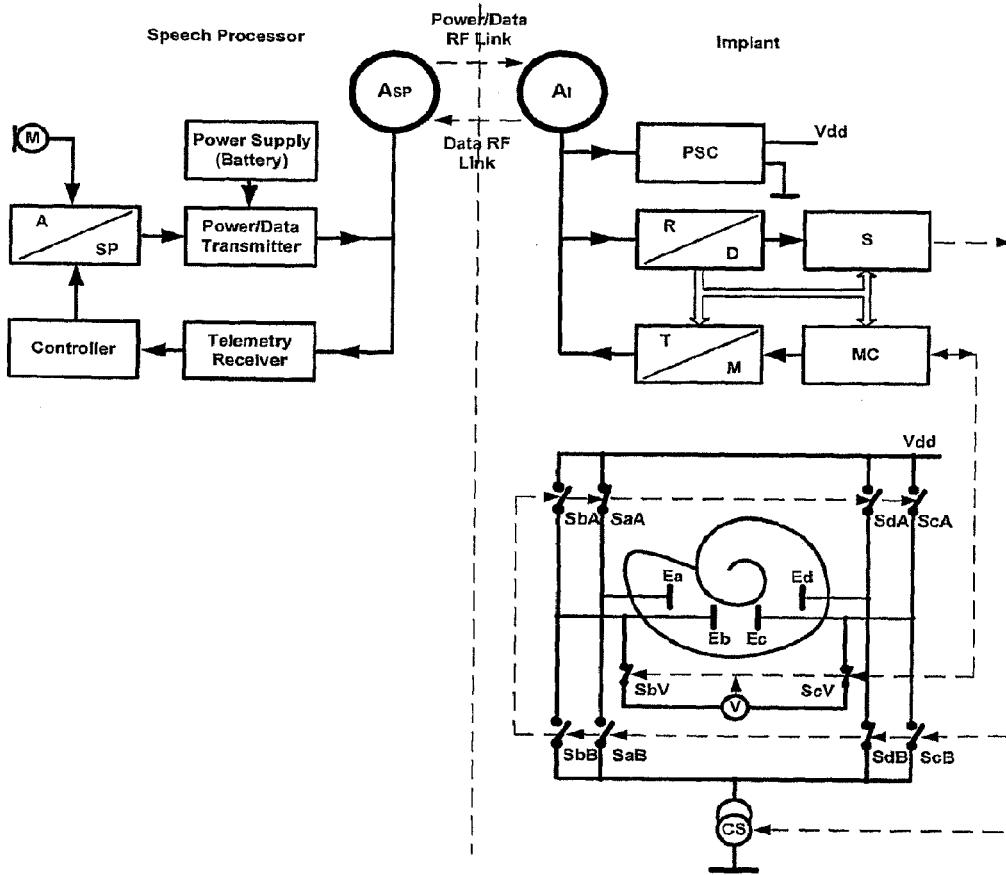 Speech Processor
Power/Data
RF Link
Implant
ASP
AI
Data RF
Link
M
Power Supply
(Battery)
A
SP
Power/Data
Transmitter
Controller
Telemetry
Receiver
PSC
Vdd
R
D
S
T
M
MC
Vdd
SbA
SaA
SdA
ScA
Ea
Ed
Eb
Ec
SbV
ScV
V
SbB
SaB
SdB
ScB
CS